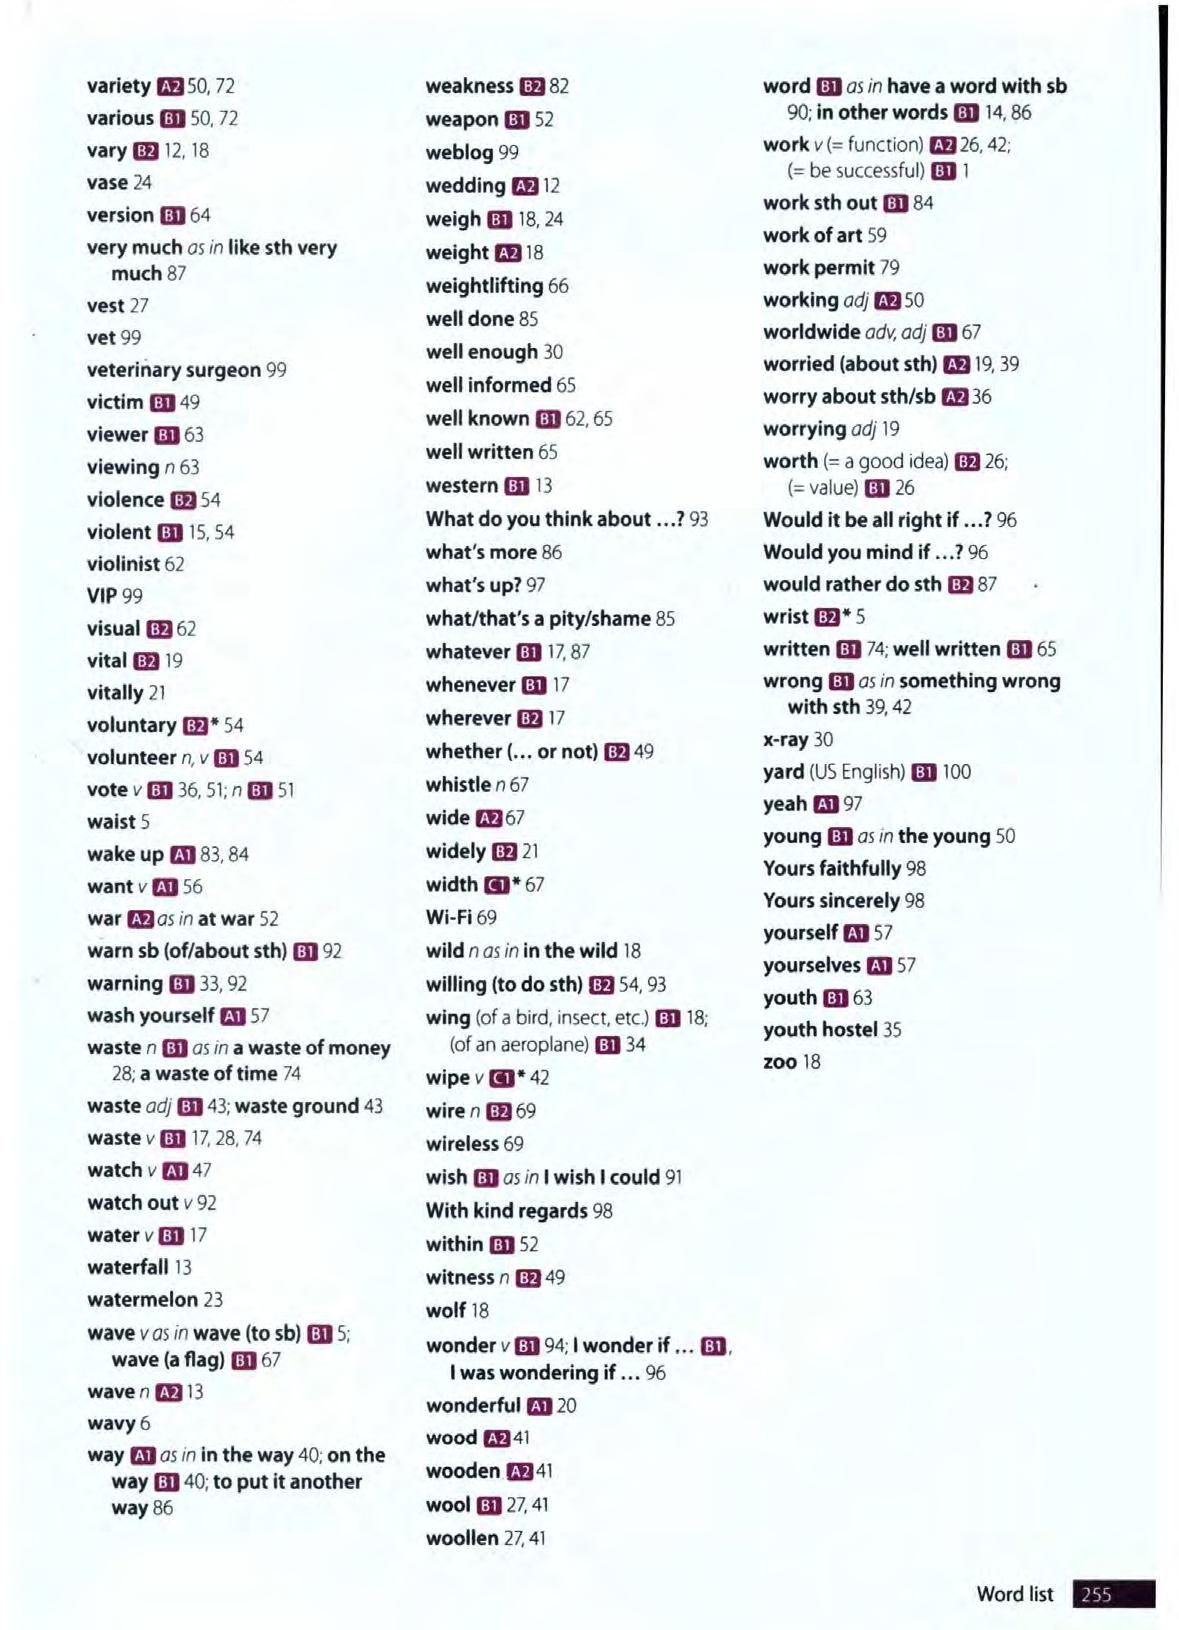 variety A2 50, 72
various B1 50, 72
vary B2 12, 18
vase 24
version B1 64
very much as in like sth very
much 87
vest 27
vet 99
veterinary surgeon 99
victim B1 49
viewer B1 63
viewing n 63
violence B2 54
violent B1 15, 54
violinist 62
VIP 99
visual B2 62
vital B2 19
vitally 21
voluntary B2* 54
volunteer n, v B1 54
vote v B1 36, 51; n B1 51
waist 5
wake up A1 83, 84
want v A1 56
war A2 as in at war 52
warn sb (of/about sth) B1 92
warning B1 33, 92
wash yourself A1 57
waste n B1 as in a waste of money
28; a waste of time 74
waste adj B1 43; waste ground 43
waste v B1 17, 28, 74
watch v A1 47
watch out v 92
water v B1 17
waterfall 13
watermelon 23
wave v as in wave (to sb) B1 5;
wave (a flag) B1 67
wave n A2 13
wavy 6
way A1 as in in the way 40; on the
way B1 40; to put it another
way 86
weakness B2 82
weapon B1 52
weblog 99
wedding A2 12
weigh B1 18, 24
weight A2 18
weightlifting 66
well done 85
well enough 30
well informed 65
well known B1 62, 65
well written 65
western B1 13
What do you think about ...? 93
what's more 86
what's up? 97
what/that's a pity/shame 85
whatever B1 17, 87
whenever B1 17
wherever B2 17
whether (... or not) B2 49
whistle n 67
wide A2 67
widely B2 21
width C1* 67
Wi-Fi 69
wild n as in in the wild 18
willing (to do sth) B2 54, 93
wing (of a bird, insect, etc.) B1 18;
(of an aeroplane) B1 34
wipe v C1* 42
wire n B2 69
wireless 69
wish B1 as in I wish I could 91
With kind regards 98
within B1 52
witness n B2 49
wolf 18
wonder v B1 94; I wonder if ... B1,
I was wondering if ... 96
wonderful A1 20
wood A2 41
wooden A2 41
wool B1 27, 41
woollen 27, 41
word B1 as in have a word with sb
90; in other words B1 14, 86
work v (= function) A2 26, 42;
(= be successful) B1 1
work sth out B1 84
work of art 59
work permit 79
working adj A2 50
worldwide adv, adj B1 67
worried (about sth) A2 19, 39
worry about sth/sb A2 36
worrying adj 19
worth (= a good idea) B2 26;
(= value) B1 26
Would it be all right if ...? 96
Would you mind if ...? 96
would rather do sth B2 87
wrist B2* 5
written B1 74; well written B1 65
wrong B1 as in something wrong
with sth 39, 42
x-ray 30
yard (US English) B1 100
yeah A1 97
young B1 as in the young 50
Yours faithfully 98
Yours sincerely 98
yourself A1 57
yourselves A1 57
youth B1 63
youth hostel 35
zoo 18
Word list 255